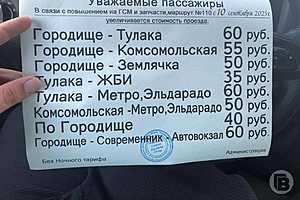 Уважаемые пассажиры
В связи с повышением на ГСМ и запчасти, маршрут №110 с 10 сентября 2023 г
увеличивается стоимость проезда.
Городище - Тулака 60 руб.
Городище - Комсомольская 55 руб.
Городище - Землячка 50 руб.
Тулака - ЖБИ 35 руб.
Тулака - Метро,Эльдарадо 60 руб.
Комсомольская -Метро,Эльдарадо 50 руб.
По Городище 40 руб.
Городище - Современник - Автовокзал 60 руб.
Без Ночного тарифа Администрация